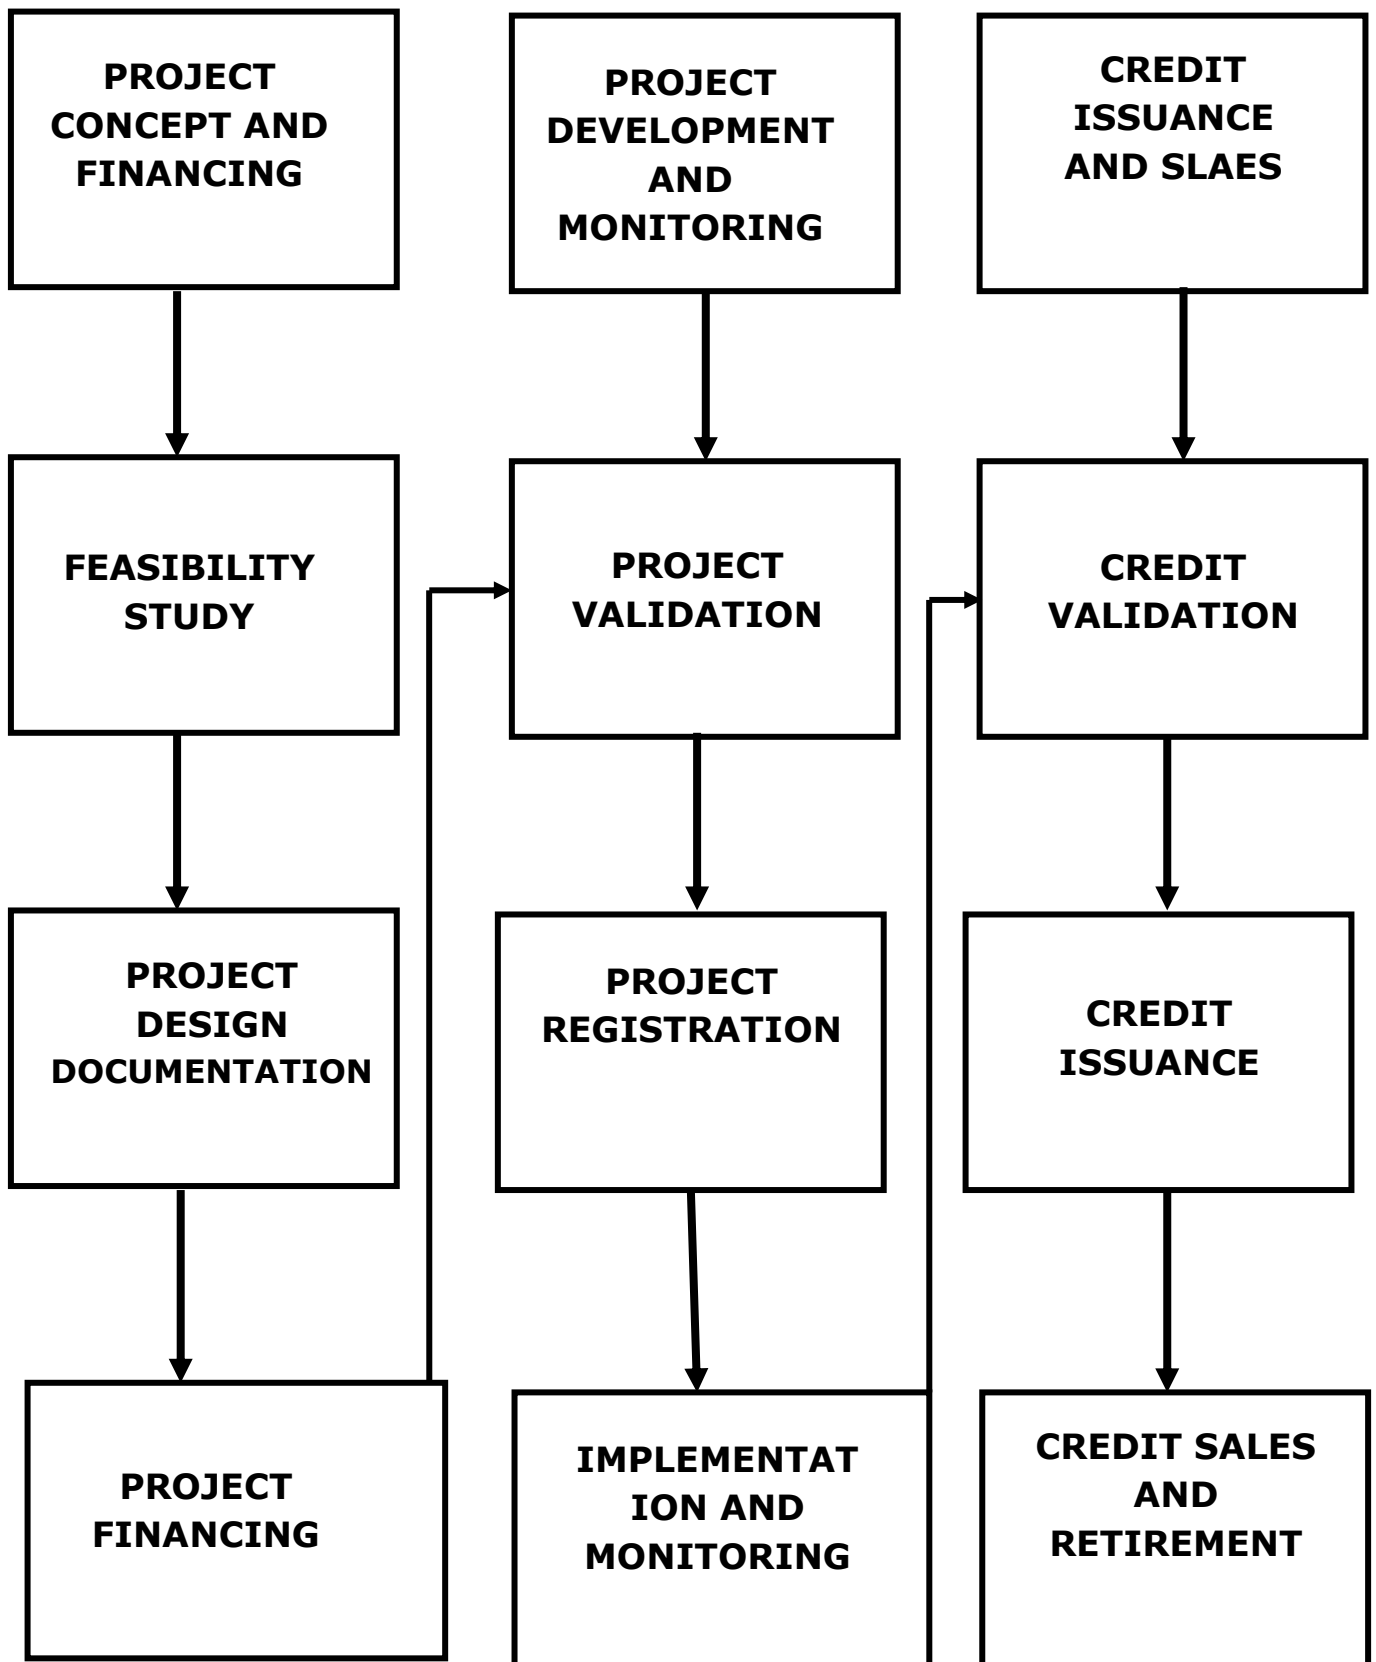 PROJECT
CONCEPT AND
FINANCING
PROJECT
DEVELOPMENT
AND
MONITORING
CREDIT
ISSUANCE
AND SLAES
FEASIBILITY
STUDY
PROJECT
VALIDATION
CREDIT
VALIDATION
PROJECT
DESIGN
DOCUMENTATION
PROJECT
REGISTRATION
CREDIT
ISSUANCE
PROJECT
FINANCING
IMPLEMENTAT
ION AND
MONITORING
CREDIT SALES
AND
RETIREMENT